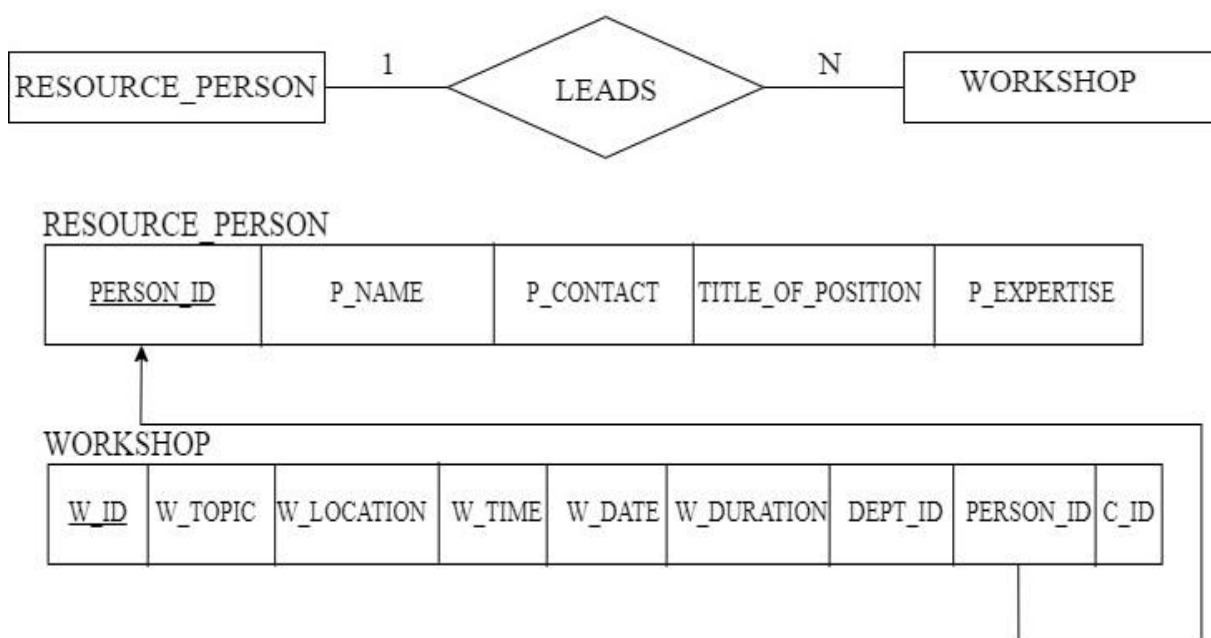 RESOURCE_PERSON 1 LEADS N WORKSHOP
RESOURCE_PERSON
PERSON_ID P_NAME P_CONTACT TITLE_OF_POSITION P_EXPERTISE
WORKSHOP
W_ID W_TOPIC W_LOCATION W_TIME W_DATE W_DURATION DEPT_ID PERSON_ID C_ID